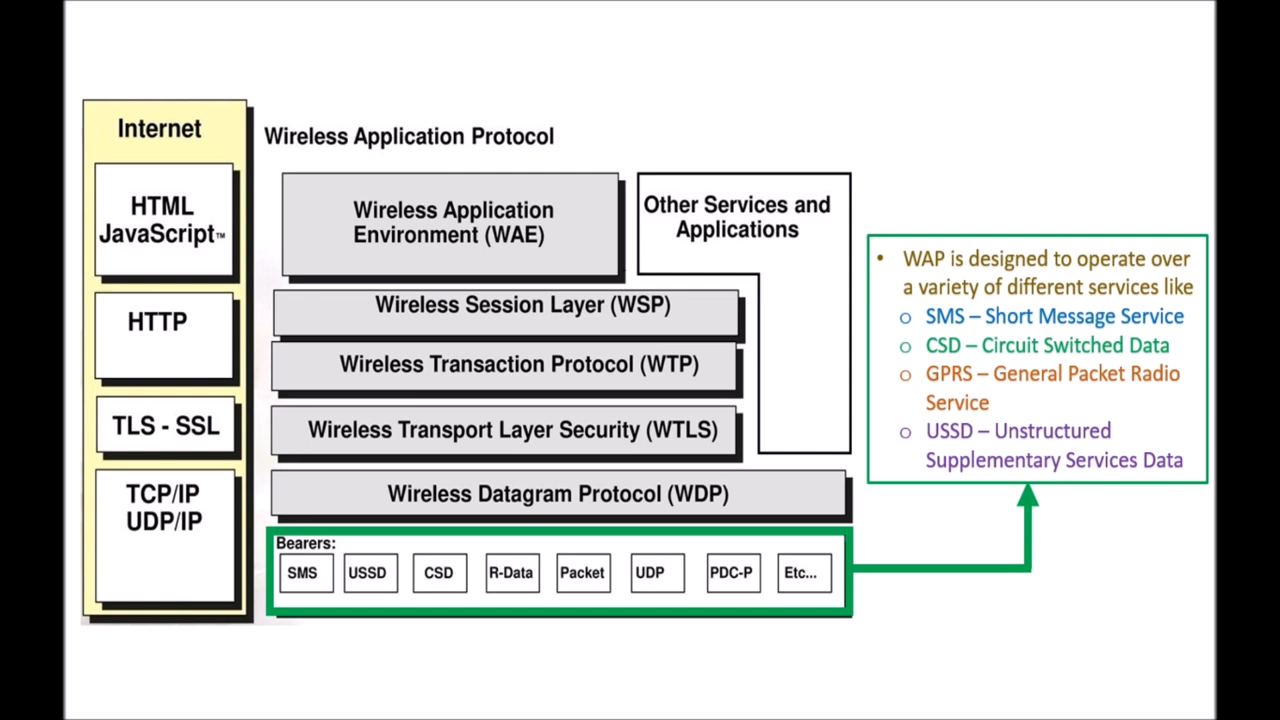 Internet
HTML
JavaScript™
HTTP
TLS - SSL
TCP/IP
UDP/IP
Wireless Application Protocol
Wireless Application
Environment (WAE)
Other Services and
Applications
Wireless Session Layer (WSP)
Wireless Transaction Protocol (WTP)
Wireless Transport Layer Security (WTLS)
Wireless Datagram Protocol (WDP)
Bearers:
SMS
USSD
CSD
R-Data
Packet
UDP
PDC-P
Etc...
• WAP is designed to operate over
a variety of different services like
o SMS – Short Message Service
o CSD – Circuit Switched Data
o GPRS – General Packet Radio
Service
o USSD – Unstructured
Supplementary Services Data